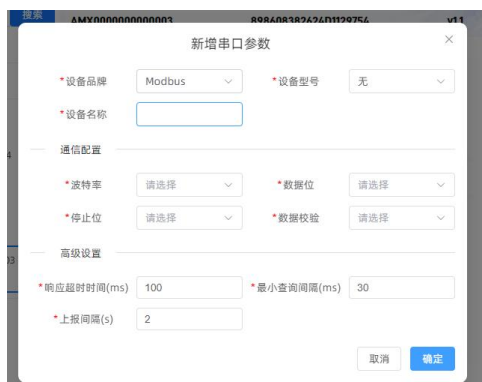 搜索
AMX0000000000003 898608382624D1129754 v1.1
新增串口参数 ×
*设备品牌 Modbus *设备型号 无
*设备名称
通信配置
*波特率 请选择 *数据位 请选择
*停止位 请选择 *数据校验 请选择
高级设置
*响应超时时间(ms) 100 *最小查询间隔(ms) 30
*上报间隔(s) 2
取消 确定